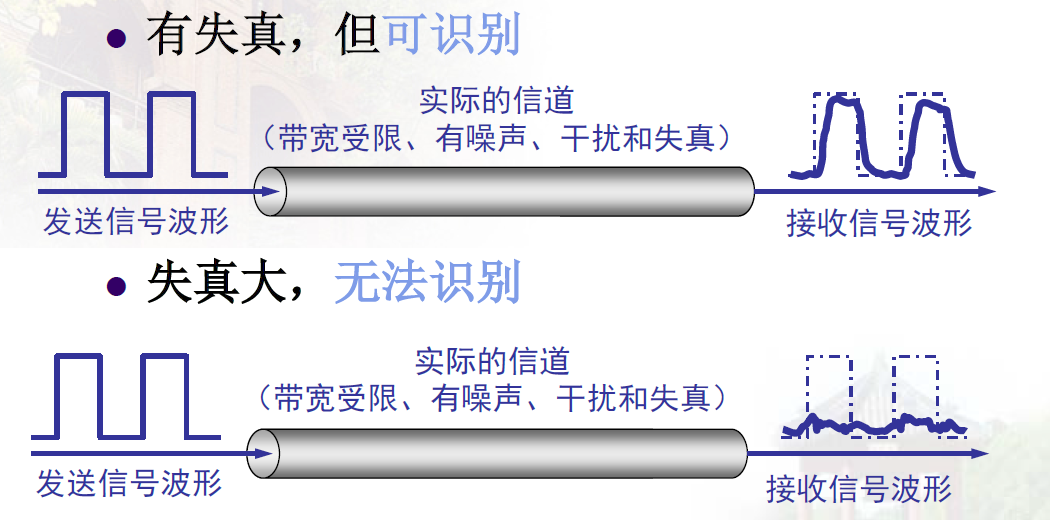 有失真，但可识别
实际的信道
（带宽受限、有噪声、干扰和失真）
发送信号波形
接收信号波形
失真大，无法识别
实际的信道
（带宽受限、有噪声、干扰和失真）
发送信号波形
接收信号波形